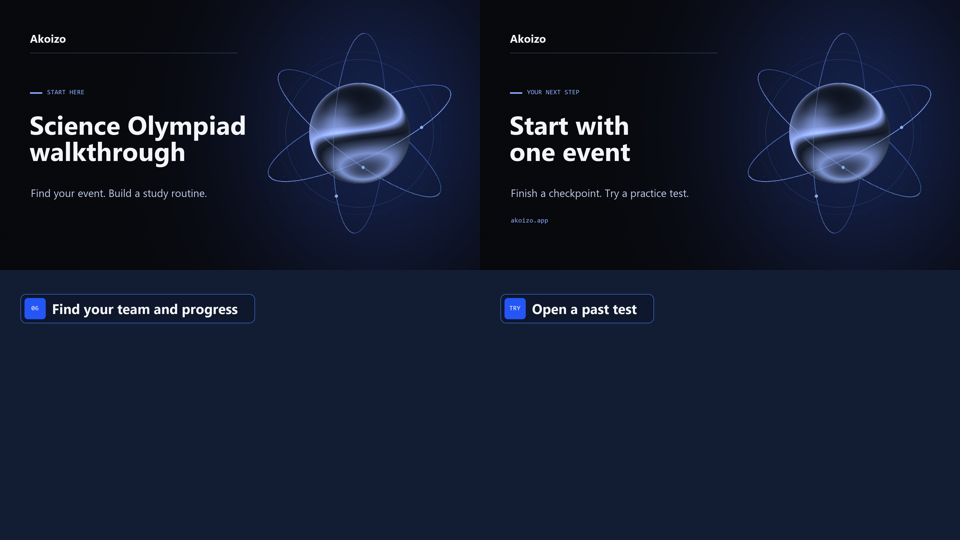 Akoizo
START HERE
Science Olympiad
walkthrough
Find your event. Build a study routine.
Akoizo
YOUR NEXT STEP
Start with
one event
Finish a checkpoint. Try a practice test.
akoizo.app
06 Find your team and progress
TRY Open a past test